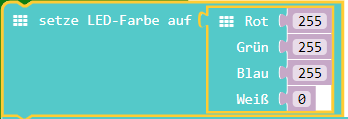 setze LED-Farbe auf Rot 255
Grün 255
Blau 255
Weiß 0